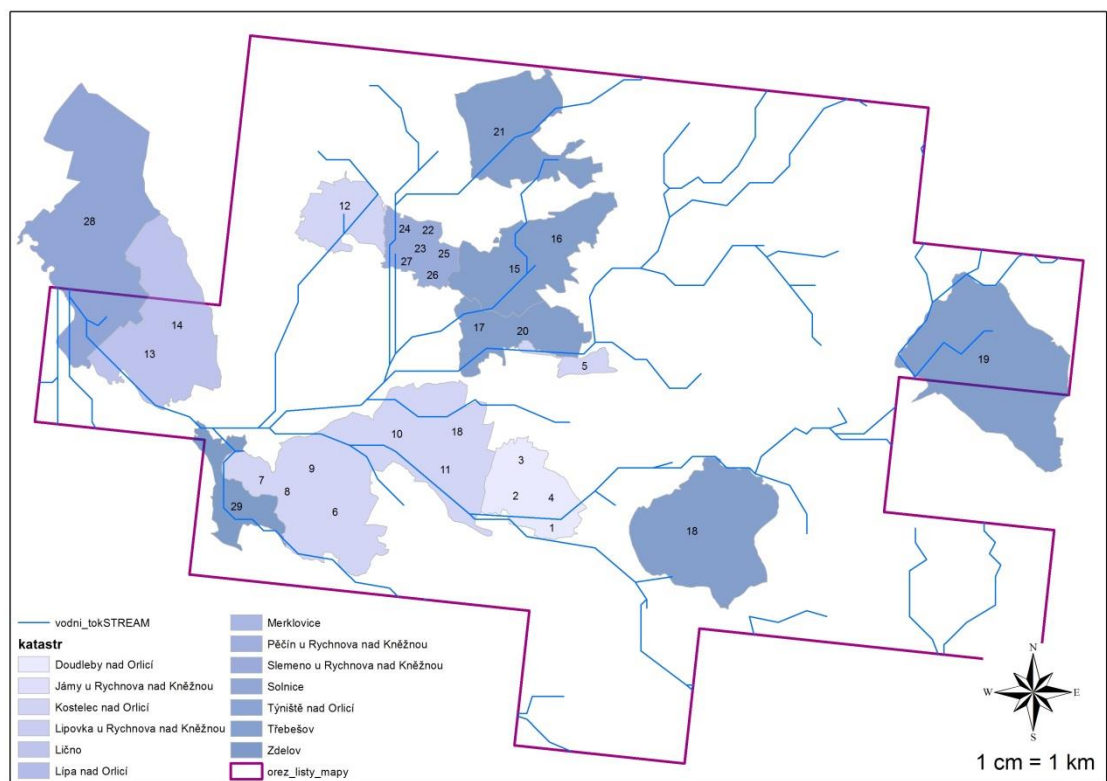 21
12
28
24
22
23
25
27
26
16
15
14
17
20
13
5
19
10
18
9
11
3
7
8
2
4
29
6
1
18
vodni_tokSTREAM
katastr
Doudleby nad Orlicí
Jámy u Rychnova nad Kněžnou
Kostelec nad Orlicí
Lipovka u Rychnova nad Kněžnou
Lično
Lípa nad Orlicí
Merklovice
Pěčín u Rychnova nad Kněžnou
Slemeno u Rychnova nad Kněžnou
Solnice
Týniště nad Orlicí
Třebešov
Zdelov
orez_listy_mapy
N
W
E
S
1 cm = 1 km